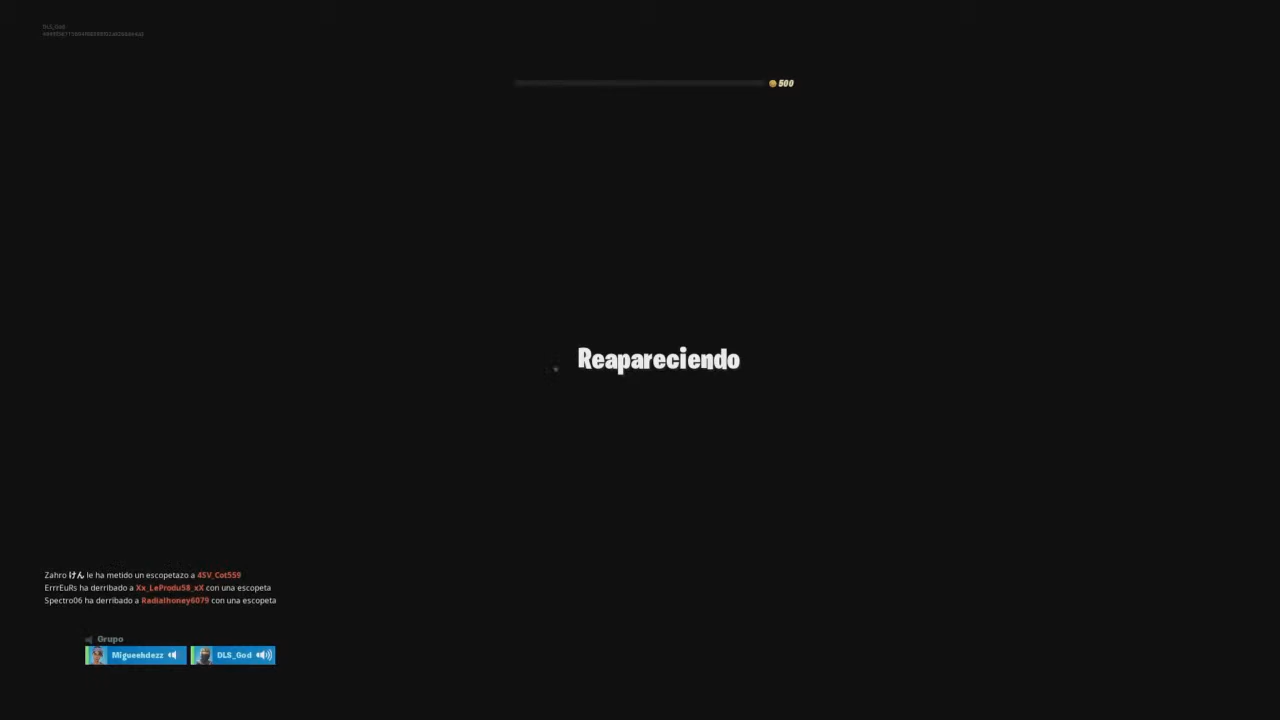 DLS_God
500
Reapareciendo
Zahro けん le ha metido un escopetazo a 4SV_Cot559
ErrrEuRs ha derribado a Xx_LeProdu58_xX con una escopeta
Spectro06 ha derribado a Radialhoney6079 con una escopeta
Grupo
Migueehdezz DLS_God